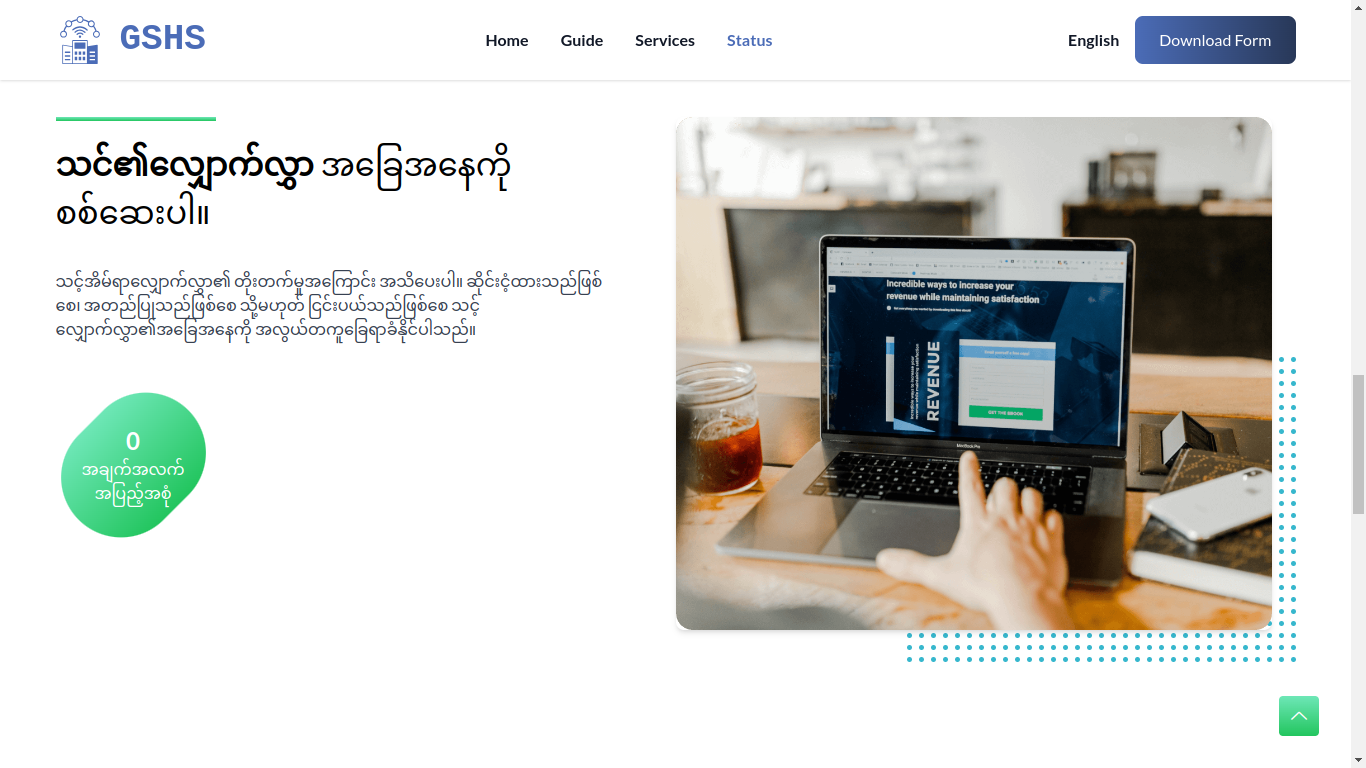 GSHS
Home
Guide
Services
Status
English
Download Form
သင်၏လျှောက်လွှာ အခြေအနေကို
စစ်ဆေးပါ။
သင့်အိမ်ရာလျှောက်လွှာ၏ တိုးတက်မှုအကြောင်း အသိပေးပါ။ ဆိုင်းငံ့ထားသည်ဖြစ်
စေ၊ အတည်ပြုသည်ဖြစ်စေ သို့မဟုတ် ငြင်းပယ်သည်ဖြစ်စေ သင့်
လျှောက်လွှာ၏အခြေအနေကို အလွယ်တကူခြေရာခံနိုင်ပါသည်။
0
အချက်အလက်
အပြည့်အစုံ
Incredible ways to increase your
revenue while maintaining satisfaction
REVENUE
GET THE EBOOK
MacBook Pro